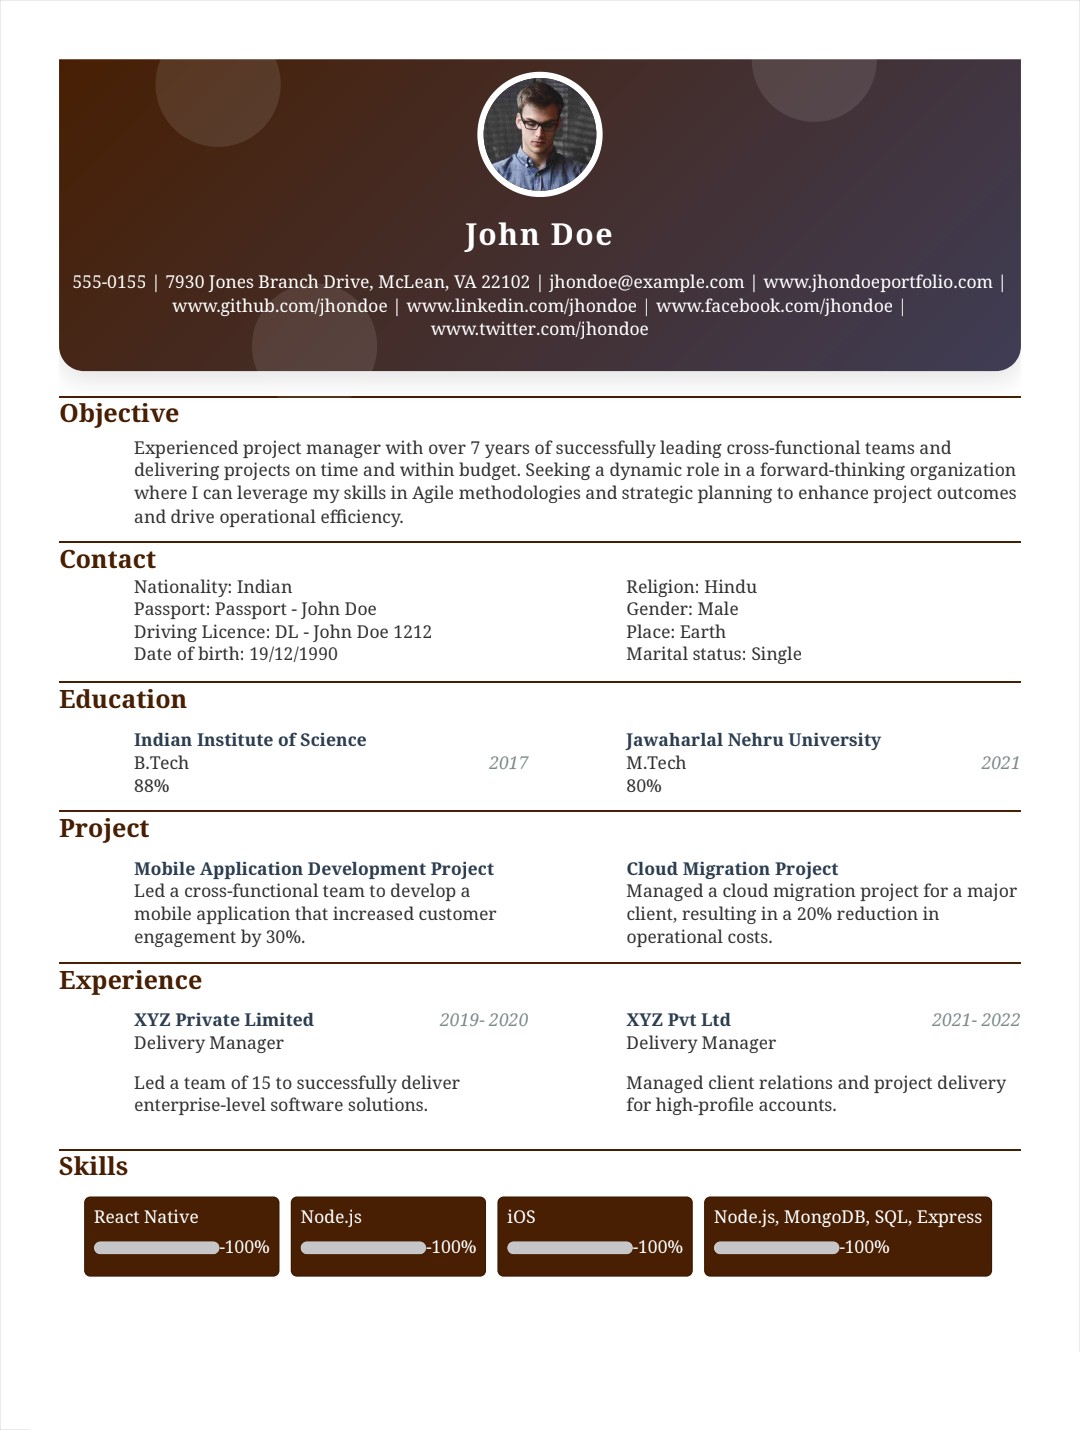 John Doe
555-0155 | 7930 Jones Branch Drive, McLean, VA 22102 | jhondoe@example.com | www.jhondoeportfolio.com |
www.github.com/jhondoe | www.linkedin.com/jhondoe | www.facebook.com/jhondoe |
www.twitter.com/jhondoe
Objective
Experienced project manager with over 7 years of successfully leading cross-functional teams and
delivering projects on time and within budget. Seeking a dynamic role in a forward-thinking organization
where I can leverage my skills in Agile methodologies and strategic planning to enhance project outcomes
and drive operational efficiency.
Contact
Nationality: Indian
Passport: Passport - John Doe
Driving Licence: DL - John Doe 1212
Date of birth: 19/12/1990
Religion: Hindu
Gender: Male
Place: Earth
Marital status: Single
Education
Indian Institute of Science
B.Tech 2017
88%
Jawaharlal Nehru University
M.Tech 2021
80%
Project
Mobile Application Development Project
Led a cross-functional team to develop a
mobile application that increased customer
engagement by 30%.
Cloud Migration Project
Managed a cloud migration project for a major
client, resulting in a 20% reduction in
operational costs.
Experience
XYZ Private Limited 2019- 2020
Delivery Manager
Led a team of 15 to successfully deliver
enterprise-level software solutions.
XYZ Pvt Ltd 2021- 2022
Delivery Manager
Managed client relations and project delivery
for high-profile accounts.
Skills
React Native
-100%
Node.js
-100%
iOS
-100%
Node.js, MongoDB, SQL, Express
-100%